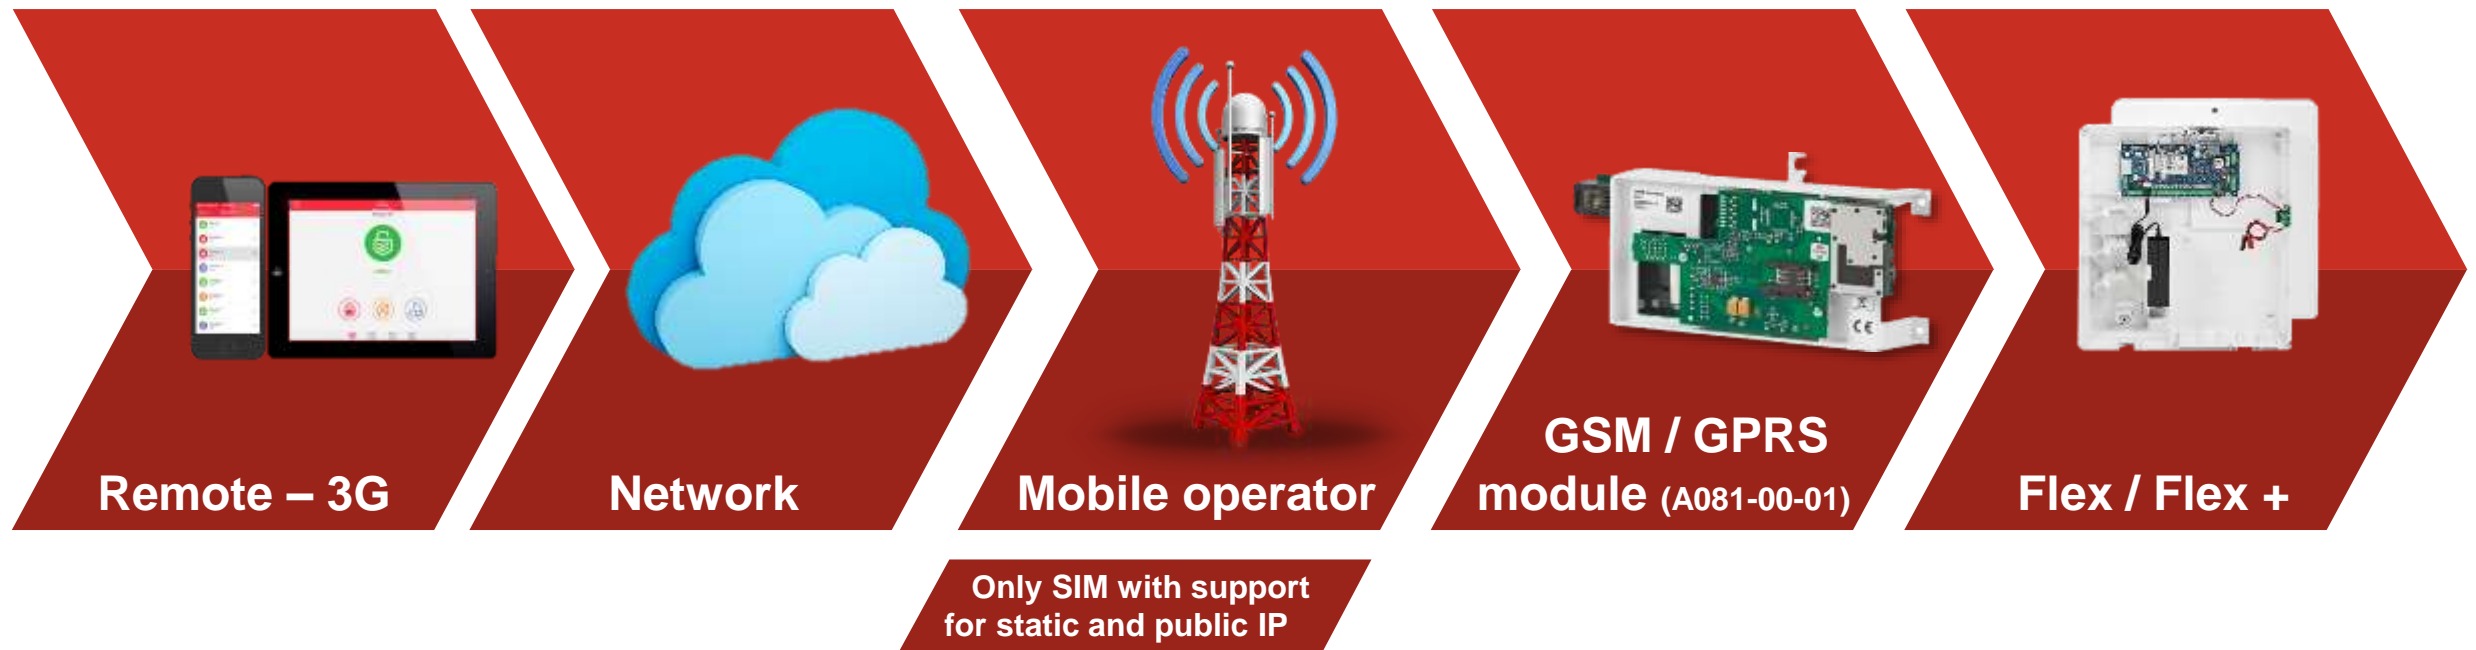 Remote – 3G
Network
Mobile operator
GSM / GPRS
module (A081-00-01)
Flex / Flex +
Only SIM with support
for static and public IP